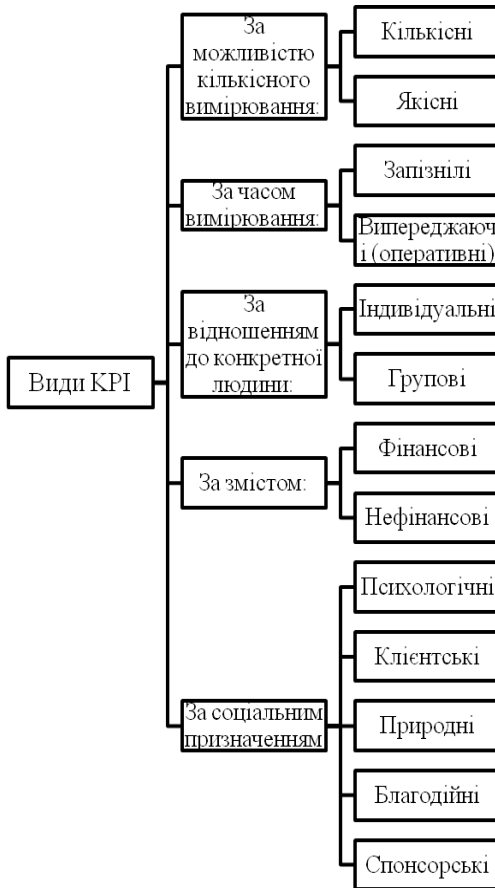 Види KPI
За
можливістю
кількісного
вимірювання:
Кількісні
Якісні
За часом
вимірювання:
Запізнілі
Випереджаюч
і (оперативні)
За
відношенням
до конкретної
людини:
Індивідуальні
Групові
За змістом:
Фінансові
Нефінансові
За соціальним
призначенням
Психологічні
Клієнтські
Природні
Благодійні
Спонсорські